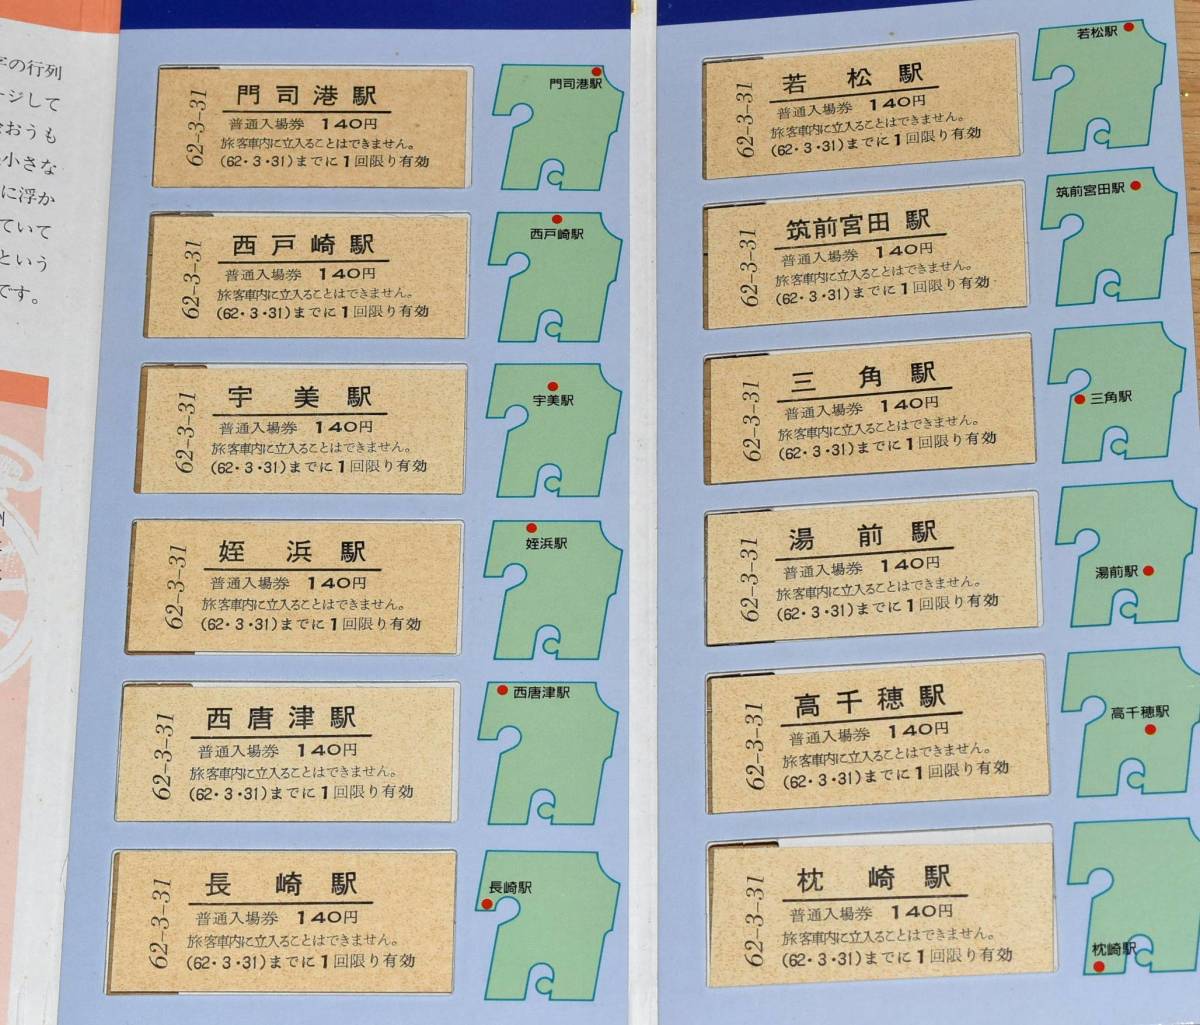 字の行列
ージして
なおうも
小さな
に浮か
ていて
という
です。
62-3-31
門司港駅
普通入場券 140円
旅客車内に立入ることはできません。
(62・3・31)までに1回限り有効
門司港駅
62-3-31
西戸崎駅
普通入場券 140円
旅客車内に立入ることはできません。
(62・3・31)までに1回限り有効
西戸崎駅
62-3-31
宇美駅
普通入場券 140円
旅客車内に立入ることはできません。
(62・3・31)までに1回限り有効
宇美駅
62-3-31
姪浜駅
普通入場券 140円
旅客車内に立入ることはできません。
(62・3・31)までに1回限り有効
姪浜駅
62-3-31
西唐津駅
普通入場券 140円
旅客車内に立入ることはできません。
(62・3・31)までに1回限り有効
西唐津駅
62-3-31
長崎駅
普通入場券 140円
旅客車内に立入ることはできません。
(62・3・31)までに1回限り有効
長崎駅
62-3-31
若松駅
普通入場券 140円
旅客車内に立入ることはできません。
(62・3・31)までに1回限り有効
若松駅
62-3-31
筑前宮田駅
普通入場券 140円
旅客車内に立入ることはできません。
(62・3・31)までに1回限り有効
筑前宮田駅
62-3-31
三角駅
普通入場券 140円
旅客車内に立入ることはできません。
(62・3・31)までに1回限り有効
三角駅
62-3-31
湯前駅
普通入場券 140円
旅客車内に立入ることはできません。
(62・3・31)までに1回限り有効
湯前駅
62-3-31
高千穂駅
普通入場券 140円
旅客車内に立入ることはできません。
(62・3・31)までに1回限り有効
高千穂駅
62-3-31
枕崎駅
普通入場券 140円
旅客車内に立入ることはできません。
(62・3・31)までに1回限り有効
枕崎駅